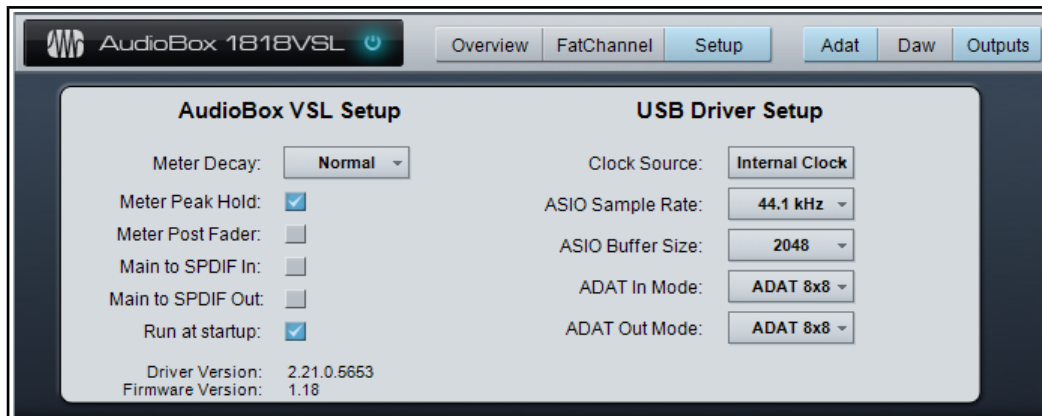 AudioBox 1818VSL
Overview FatChannel Setup Adat Daw Outputs
AudioBox VSL Setup
Meter Decay: Normal
Meter Peak Hold:
Meter Post Fader:
Main to SPDIF In:
Main to SPDIF Out:
Run at startup:
Driver Version: 2.21.0.5653
Firmware Version: 1.18
USB Driver Setup
Clock Source: Internal Clock
ASIO Sample Rate: 44.1 kHz
ASIO Buffer Size: 2048
ADAT In Mode: ADAT 8x8
ADAT Out Mode: ADAT 8x8